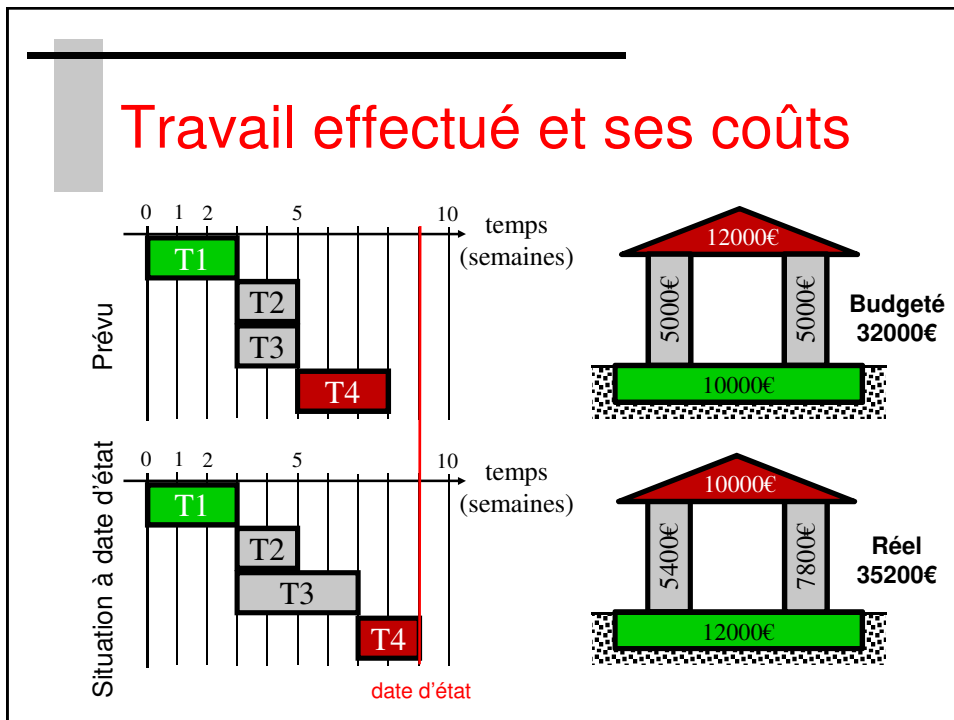 Travail effectué et ses coûts
0 1 2 5 10
temps
(semaines)
Prévu
T1
T2
T3
T4
12000€
5000€
5000€
10000€
Budgeté
32000€
Situation à date d'état
0 1 2 5 10
temps
(semaines)
T1
T2
T3
T4
date d'état
10000€
5400€
7800€
12000€
Réel
35200€